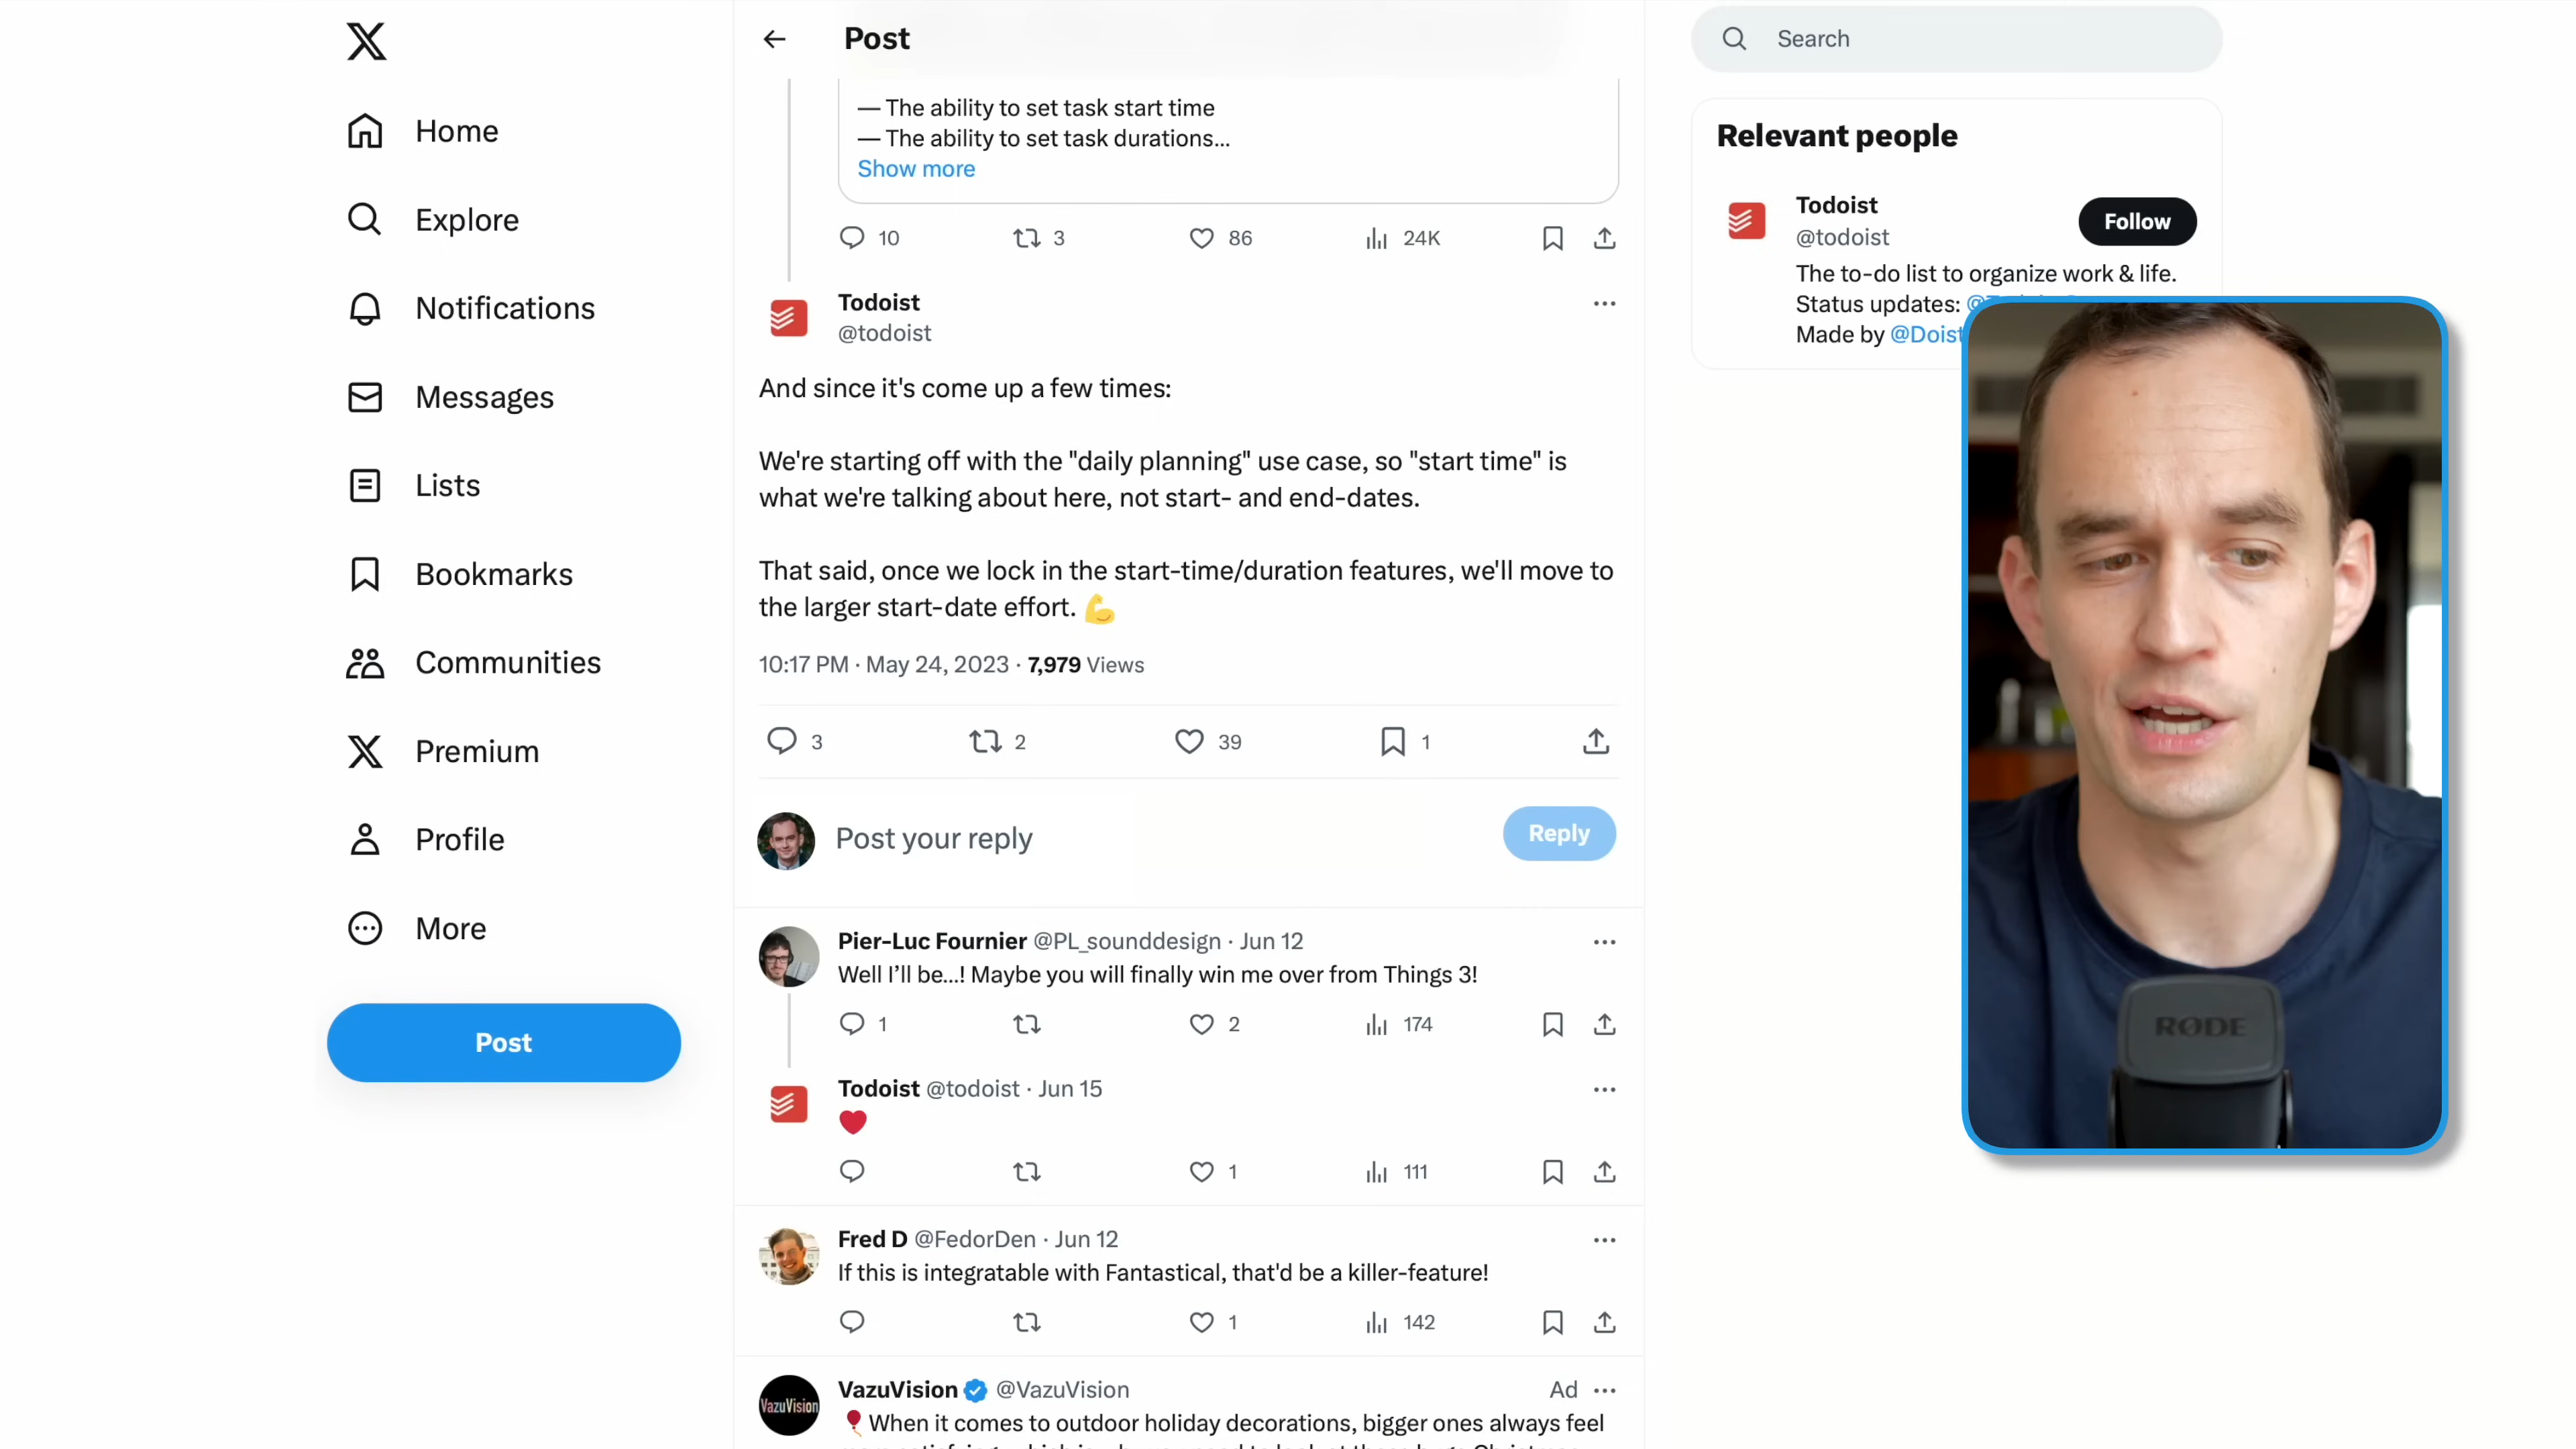 Home
Explore
Notifications
Messages
Lists
Bookmarks
Communities
Premium
Profile
More
Post
Post
— The ability to set task start time
— The ability to set task durations...
Show more
10 3 86 24K
Todoist
@todoist
And since it's come up a few times:
We're starting off with the "daily planning" use case, so "start time" is
what we're talking about here, not start- and end-dates.
That said, once we lock in the start-time/duration features, we'll move to
the larger start-date effort. 💪
10:17 PM · May 24, 2023 · 7,979 Views
3 2 39 1
Post your reply
Reply
Pier-Luc Fournier @PL_sounddesign · Jun 12
Well I'll be...! Maybe you will finally win me over from Things 3!
1 2 174
Todoist @todoist · Jun 15
❤️
1 111
Fred D @FedorDen · Jun 12
If this is integratable with Fantastical, that'd be a killer-feature!
1 142
VazuVision
VazuVision @VazuVision Ad
🎈When it comes to outdoor holiday decorations, bigger ones always feel
Search
Relevant people
Todoist
@todoist
Follow
The to-do list to organize work & life.
Status updates:
Made by @Doist
RØDE